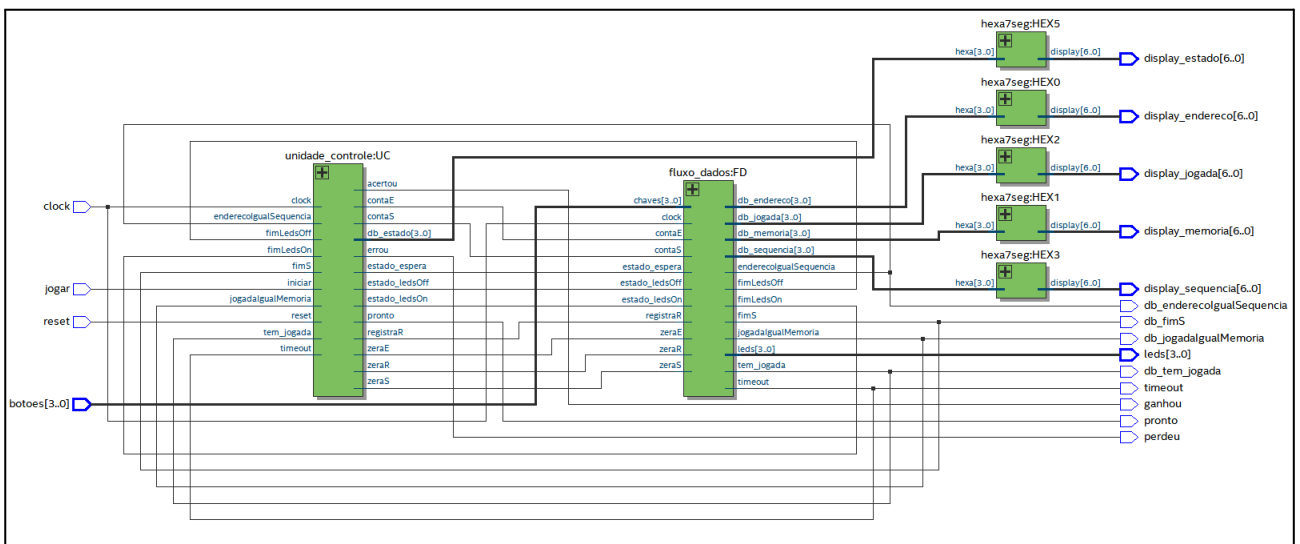 hexa7seg:HEX5
hexa[3..0] display[6..0]
display_estado[6..0]
hexa7seg:HEX0
hexa[3..0] display[6..0]
display_endereco[6..0]
hexa7seg:HEX2
hexa[3..0] display[6..0]
display_jogada[6..0]
hexa7seg:HEX1
hexa[3..0] display[6..0]
display_memoria[6..0]
hexa7seg:HEX3
hexa[3..0] display[6..0]
display_sequencia[6..0]
clock
jogar
reset
botoes[3..0]
unidade_controle:UC
clock
enderecoIgualSequencia
fimLedsOff
fimLedsOn
fimS
iniciar
jogadaIgualMemoria
reset
tem_jogada
timeout
acertou
contaE
contaS
db_estado[3..0]
errou
estado_espera
estado_ledsOff
estado_ledsOn
pronto
registraR
zeraE
zeraR
zeraS
fluxo_dados:FD
chaves[3..0]
clock
contaE
contaS
estado_espera
estado_ledsOff
estado_ledsOn
registraR
zeraE
zeraR
zeraS
db_endereco[3..0]
db_jogada[3..0]
db_memoria[3..0]
db_sequencia[3..0]
enderecoIgualSequencia
fimLedsOff
fimLedsOn
fimS
jogadaIgualMemoria
leds[3..0]
tem_jogada
timeout
db_enderecoIgualSequencia
db_fimS
db_jogadaIgualMemoria
leds[3..0]
db_tem_jogada
timeout
ganhou
pronto
perdeu